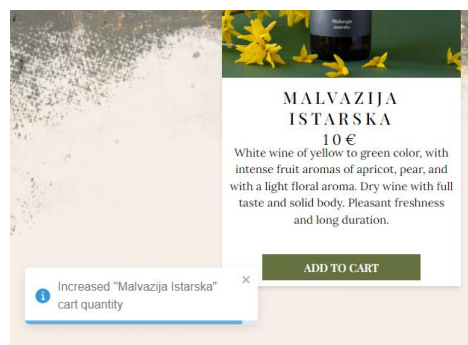 Malvazija
istarska
MALVAZIJA
ISTARSKA
10 €
White wine of yellow to green color, with
intense fruit aromas of apricot, pear, and
with a light floral aroma. Dry wine with full
taste and solid body. Pleasant freshness
and long duration.
ADD TO CART
Increased "Malvazija Istarska"
cart quantity